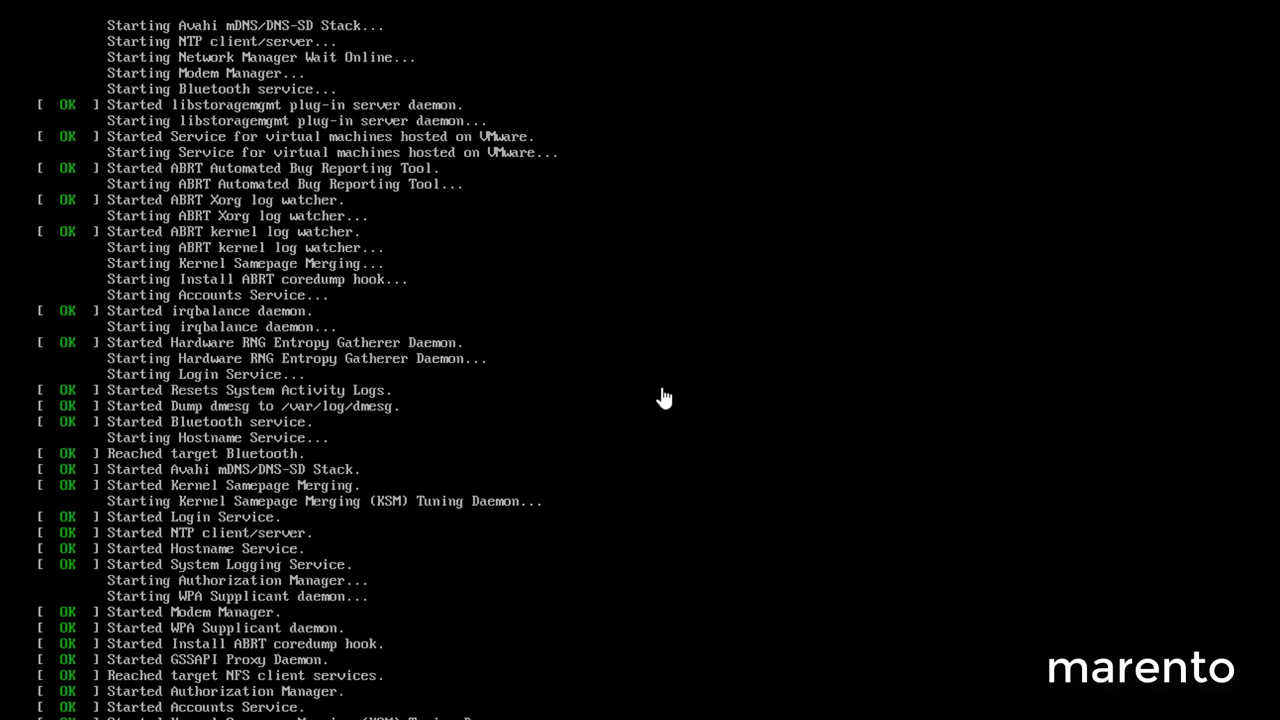 Starting Avahi mDNS/DNS-SD Stack...
Starting NTP client/server...
Starting Network Manager Wait Online...
Starting Modem Manager...
Starting Bluetooth service...
[ OK ] Started libstoragemgmt plug-in server daemon.
Starting libstoragemgmt plug-in server daemon...
[ OK ] Started Service for virtual machines hosted on VMware.
Starting Service for virtual machines hosted on VMware...
[ OK ] Started ABRT Automated Bug Reporting Tool.
Starting ABRT Automated Bug Reporting Tool...
[ OK ] Started ABRT Xorg log watcher.
Starting ABRT Xorg log watcher...
[ OK ] Started ABRT kernel log watcher.
Starting ABRT kernel log watcher...
Starting Kernel Samepage Merging...
Starting Install ABRT coredump hook...
Starting Accounts Service...
[ OK ] Started irqbalance daemon.
Starting irqbalance daemon...
[ OK ] Started Hardware RNG Entropy Gatherer Daemon.
Starting Hardware RNG Entropy Gatherer Daemon...
Starting Login Service...
[ OK ] Started Resets System Activity Logs.
[ OK ] Started Dump dmesg to /var/log/dmesg.
[ OK ] Started Bluetooth service.
Starting Hostname Service...
[ OK ] Reached target Bluetooth.
[ OK ] Started Avahi mDNS/DNS-SD Stack.
[ OK ] Started Kernel Samepage Merging.
Starting Kernel Samepage Merging (KSM) Tuning Daemon...
[ OK ] Started Login Service.
[ OK ] Started NTP client/server.
[ OK ] Started Hostname Service.
[ OK ] Started System Logging Service.
Starting Authorization Manager...
Starting WPA Supplicant daemon...
[ OK ] Started Modem Manager.
[ OK ] Started WPA Supplicant daemon.
[ OK ] Started Install ABRT coredump hook.
[ OK ] Started GSSAPI Proxy Daemon.
[ OK ] Reached target NFS client services.
[ OK ] Started Authorization Manager.
[ OK ] Started Accounts Service.
marento